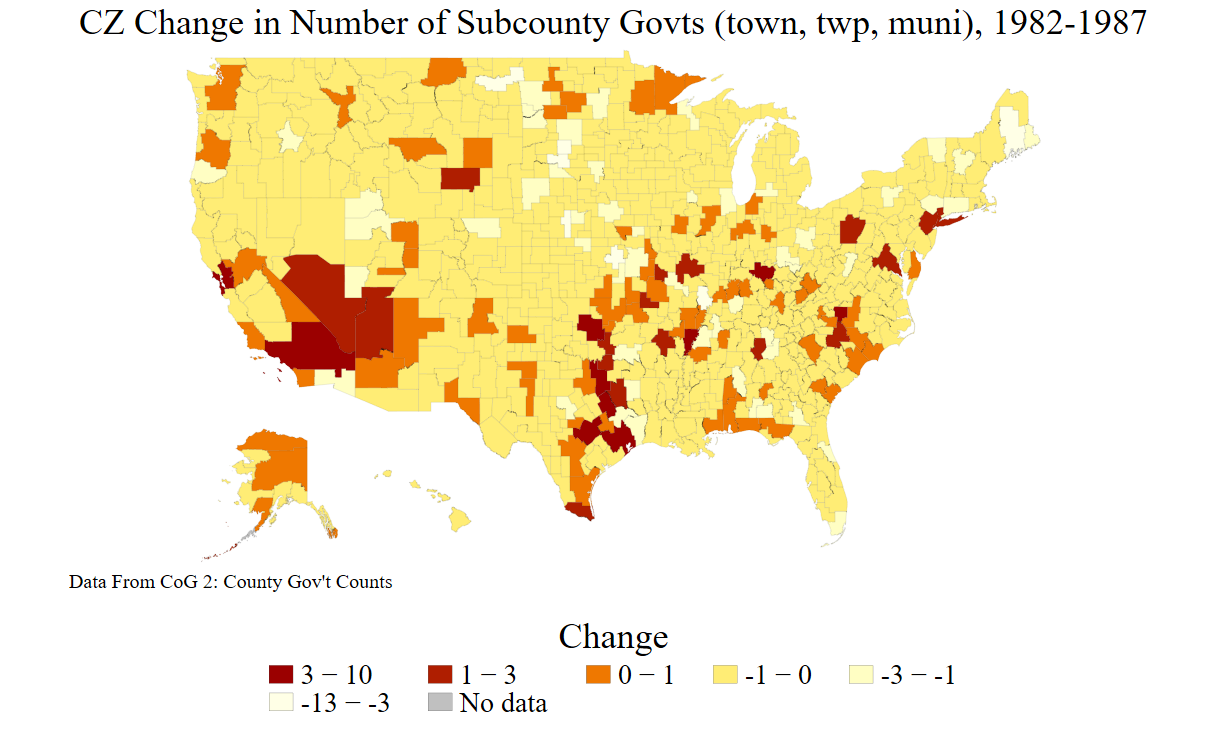 CZ Change in Number of Subcounty Govts (town, twp, muni), 1982-1987
Data From CoG 2: County Gov't Counts
Change
3 − 10 1 − 3 0 − 1 -1 − 0 -3 − -1
-13 − -3 No data